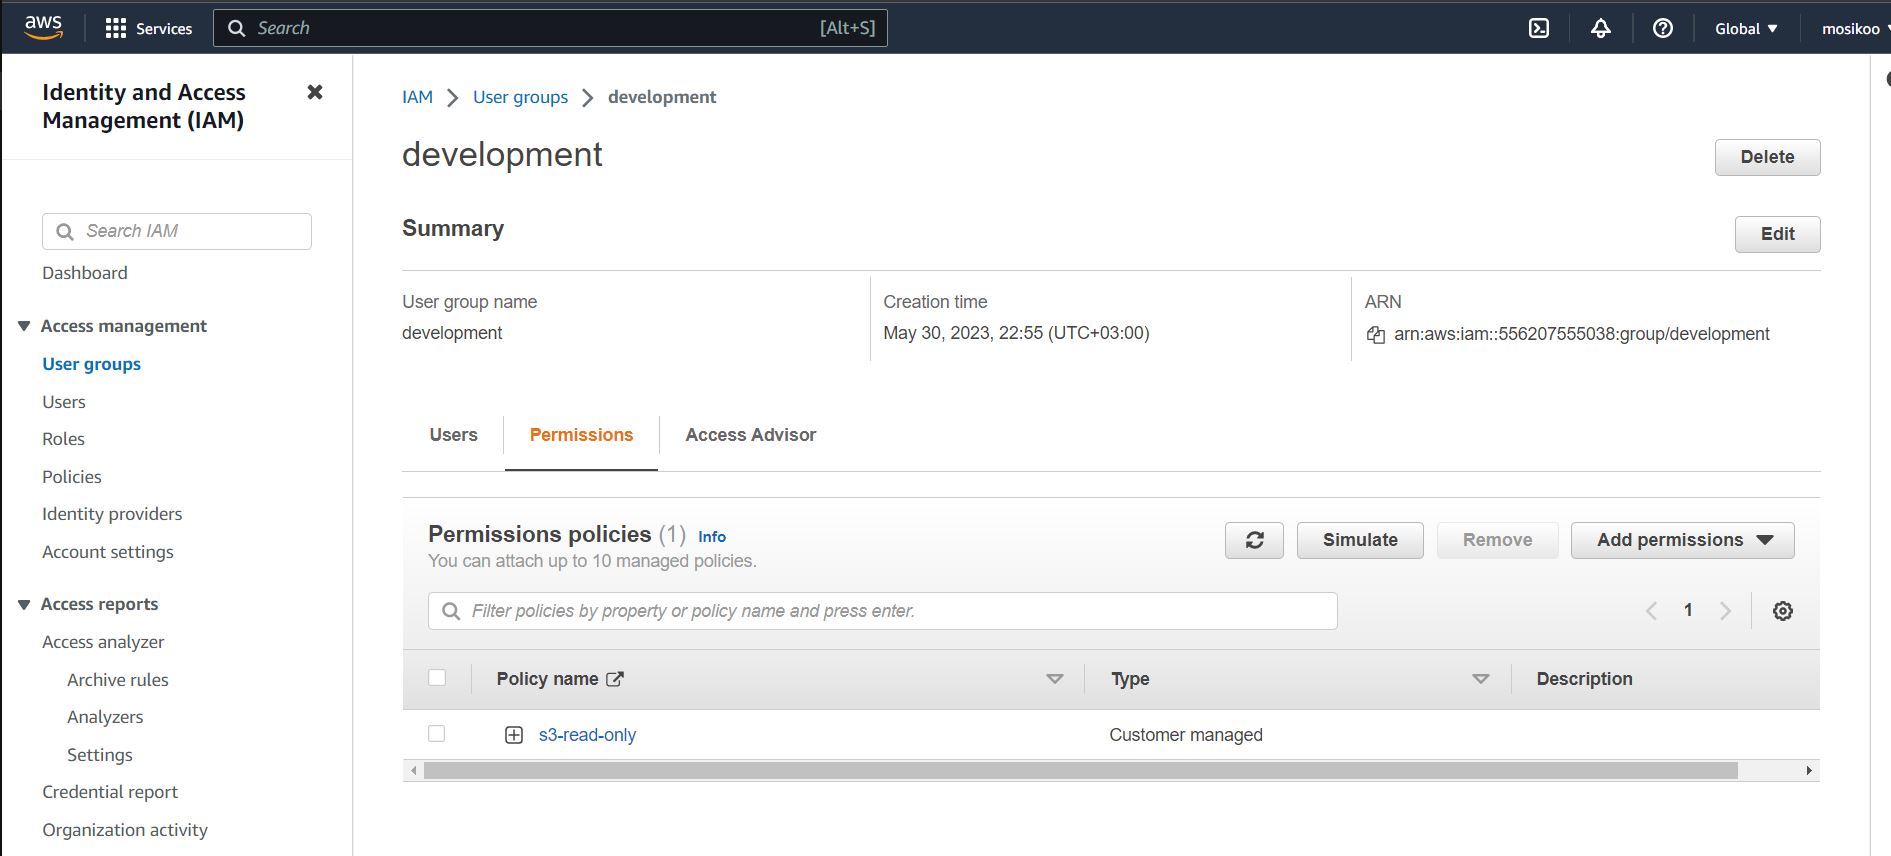 aws
Services
Search
[Alt+S]
Global
mosikoo
Identity and Access
Management (IAM)
Search IAM
Dashboard
Access management
User groups
Users
Roles
Policies
Identity providers
Account settings
Access reports
Access analyzer
Archive rules
Analyzers
Settings
Credential report
Organization activity
IAM > User groups > development
development
Delete
Summary
Edit
User group name
development
Creation time
May 30, 2023, 22:55 (UTC+03:00)
ARN
arn:aws:iam::556207555038:group/development
Users
Permissions
Access Advisor
Permissions policies (1) Info
You can attach up to 10 managed policies.
Simulate
Remove
Add permissions
Filter policies by property or policy name and press enter.
1
Policy name
Type
Description
s3-read-only
Customer managed